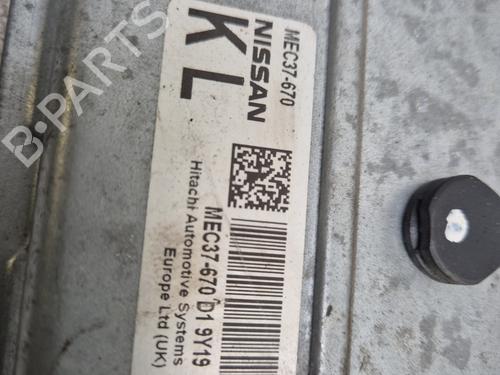 MEC37-670
NISSAN
KL
MEC37-670 D1 9Y19
Hitachi Automotive Systems
Europe Ltd (UK)
B-PARTS